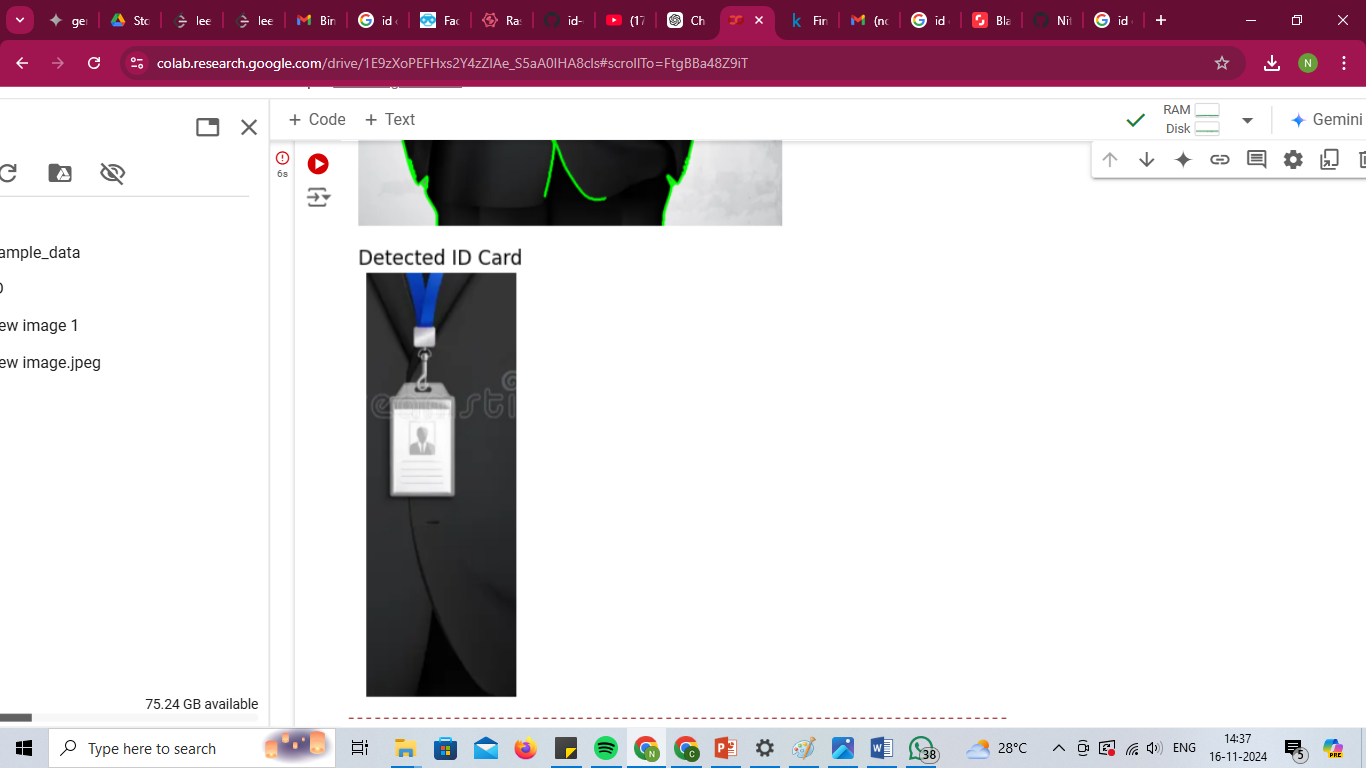 ge
Sto
lee
lee
Bin
id c
Fac
Ra
id-
(17
Ch
Fin
(no
id
Bla
Nit
id
colab.research.google.com/drive/1E9zXoPEFHxs2Y4zZIAe_S5aA0IHA8cls#scrollTo=FtgBBa48Z9iT
N
+ Code + Text
RAM
Disk
Gemini
6s
ample_data
ew image 1
ew image.jpeg
Detected ID Card
75.24 GB available
Type here to search
38
28°C
ENG
14:37
16-11-2024
5
PRE